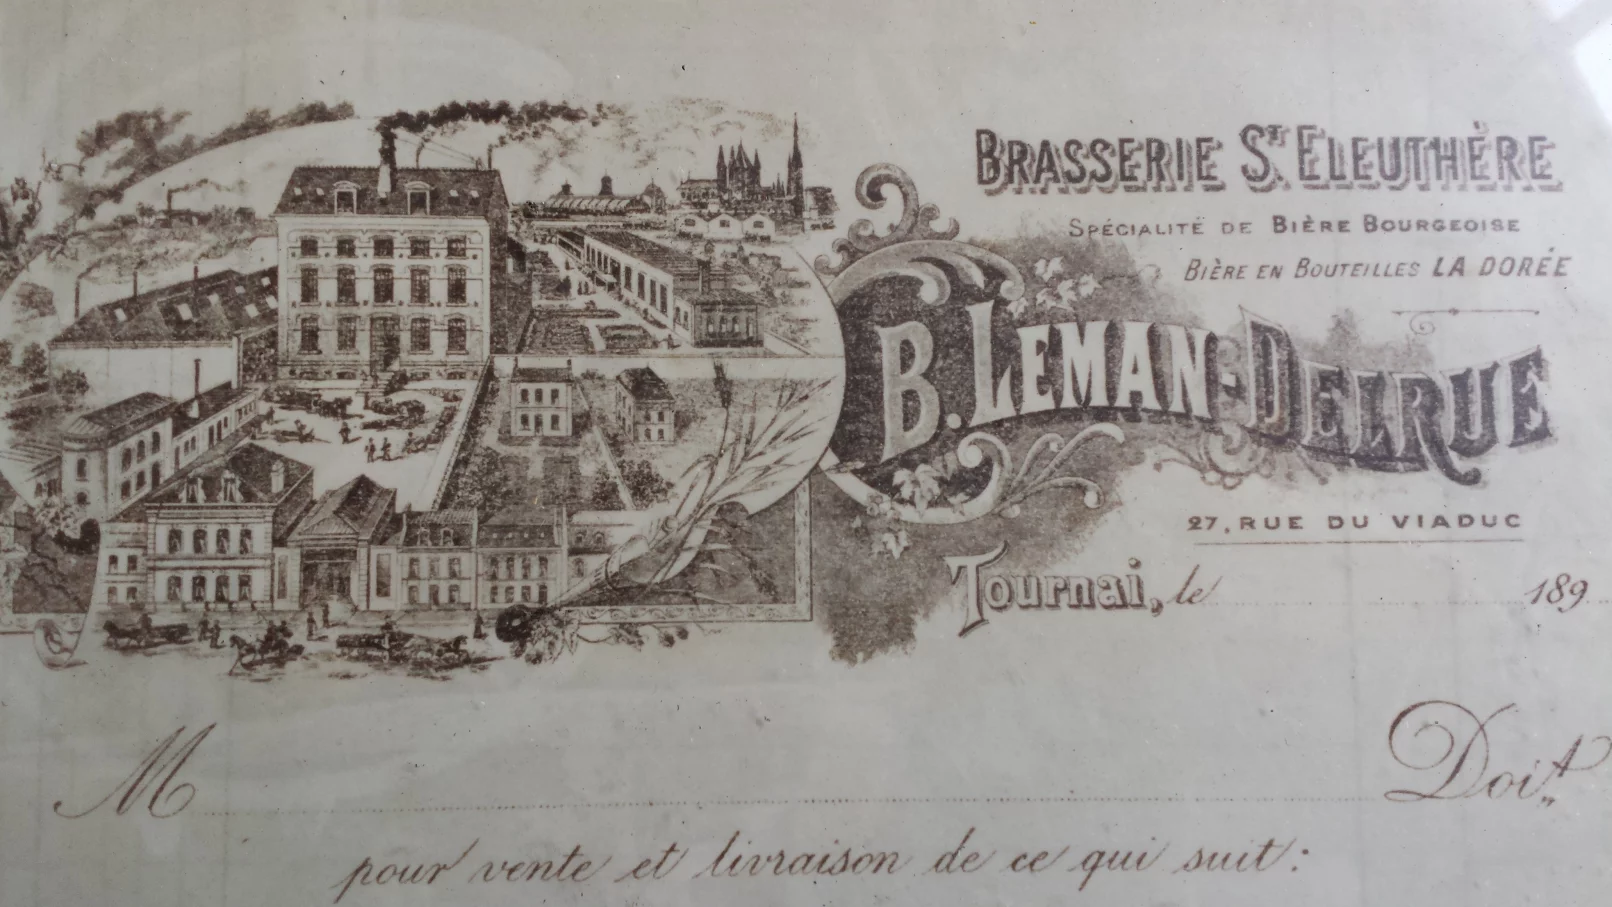 BRASSERIE ST ELEUTHÈRE
SPÉCIALITÉ DE BIÈRE BOURGEOISE
BIÈRE EN BOUTEILLES LA DORÉE
B. LEMAN-DELRUE
27, RUE DU VIADUC
Tournai, le 189
M Doit
pour vente et livraison de ce qui suit: